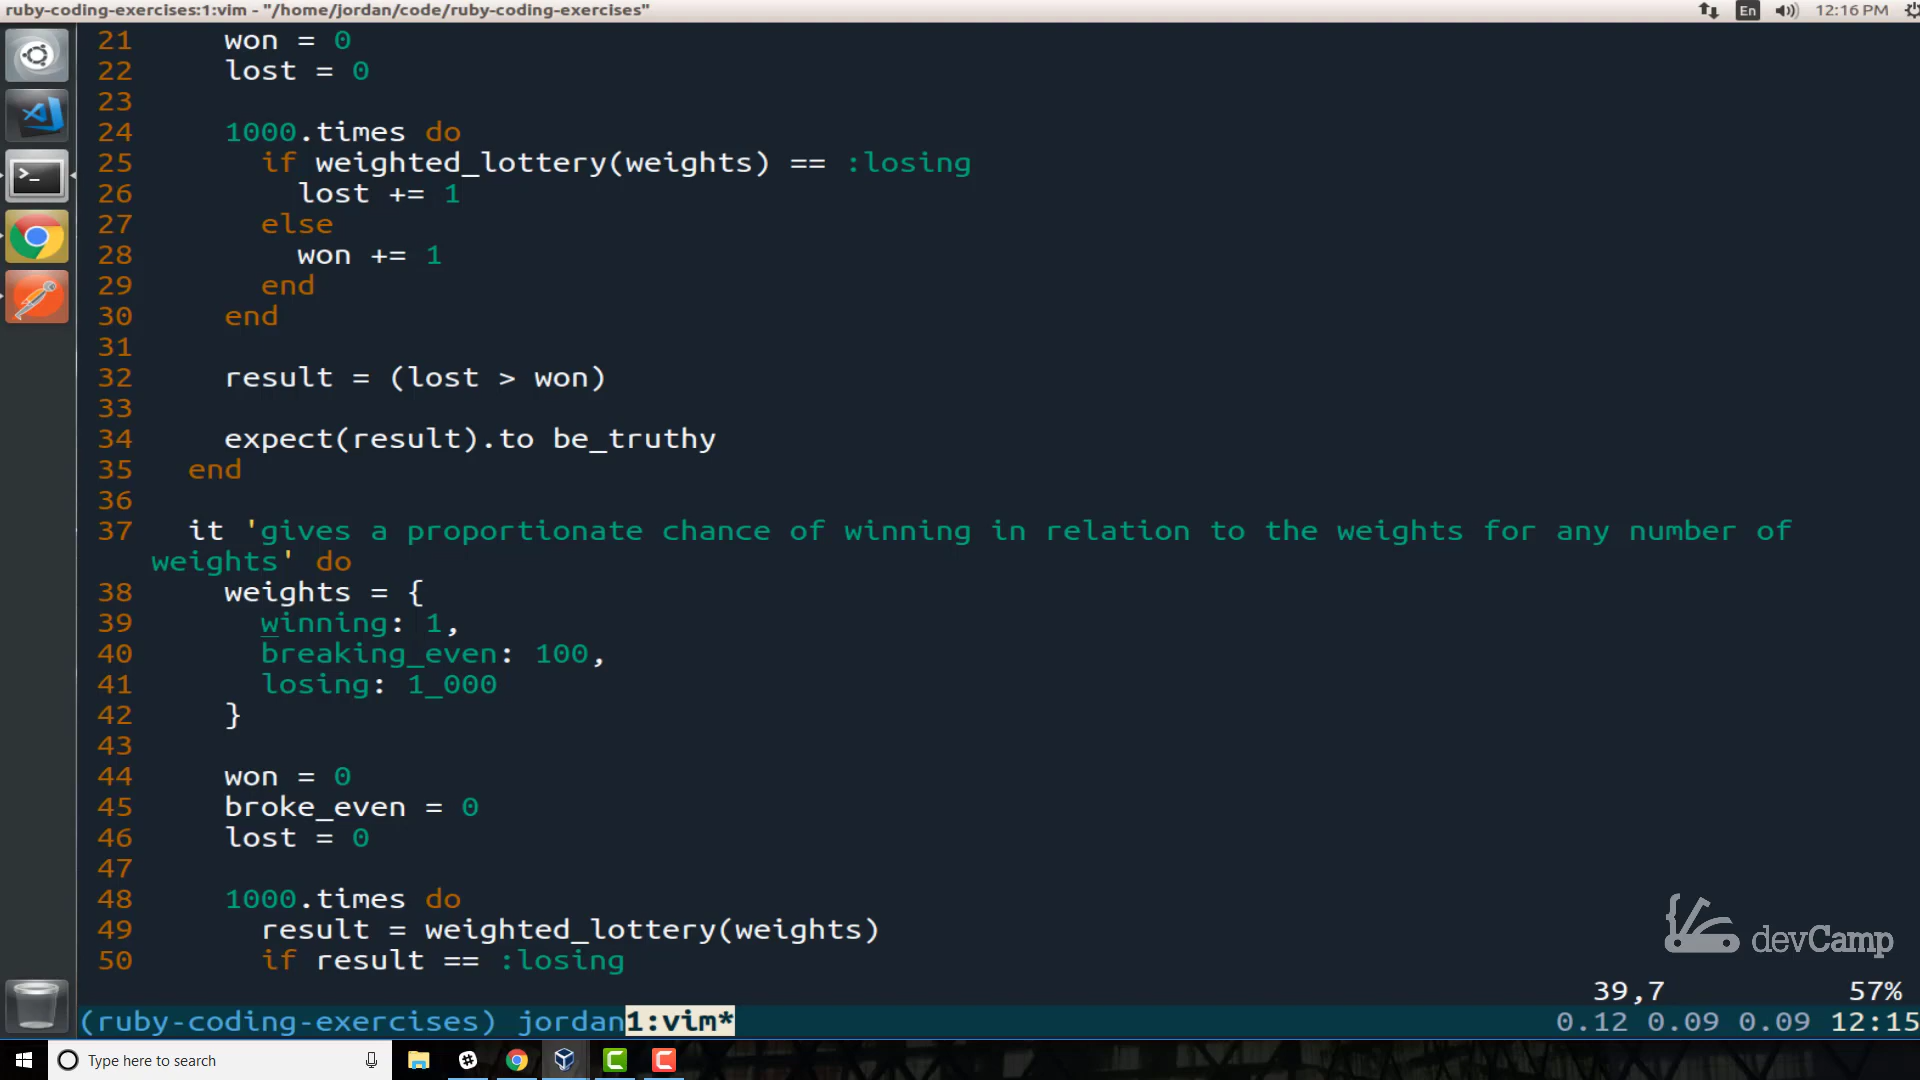 ruby-coding-exercises:1:vim - "/home/jordan/code/ruby-coding-exercises"
En 12:16 PM
21 won = 0
22 lost = 0
23
24 1000.times do
25 if weighted_lottery(weights) == :losing
26 lost += 1
27 else
28 won += 1
29 end
30 end
31
32 result = (lost > won)
33
34 expect(result).to be_truthy
35 end
36
37 it 'gives a proportionate chance of winning in relation to the weights for any number of
weights' do
38 weights = {
39 winning: 1,
40 breaking_even: 100,
41 losing: 1_000
42 }
43
44 won = 0
45 broke_even = 0
46 lost = 0
47
48 1000.times do
49 result = weighted_lottery(weights)
50 if result == :losing
devCamp
39,7 57%
(ruby-coding-exercises) jordan 1:vim* 0.12 0.09 0.09 12:15
Type here to search